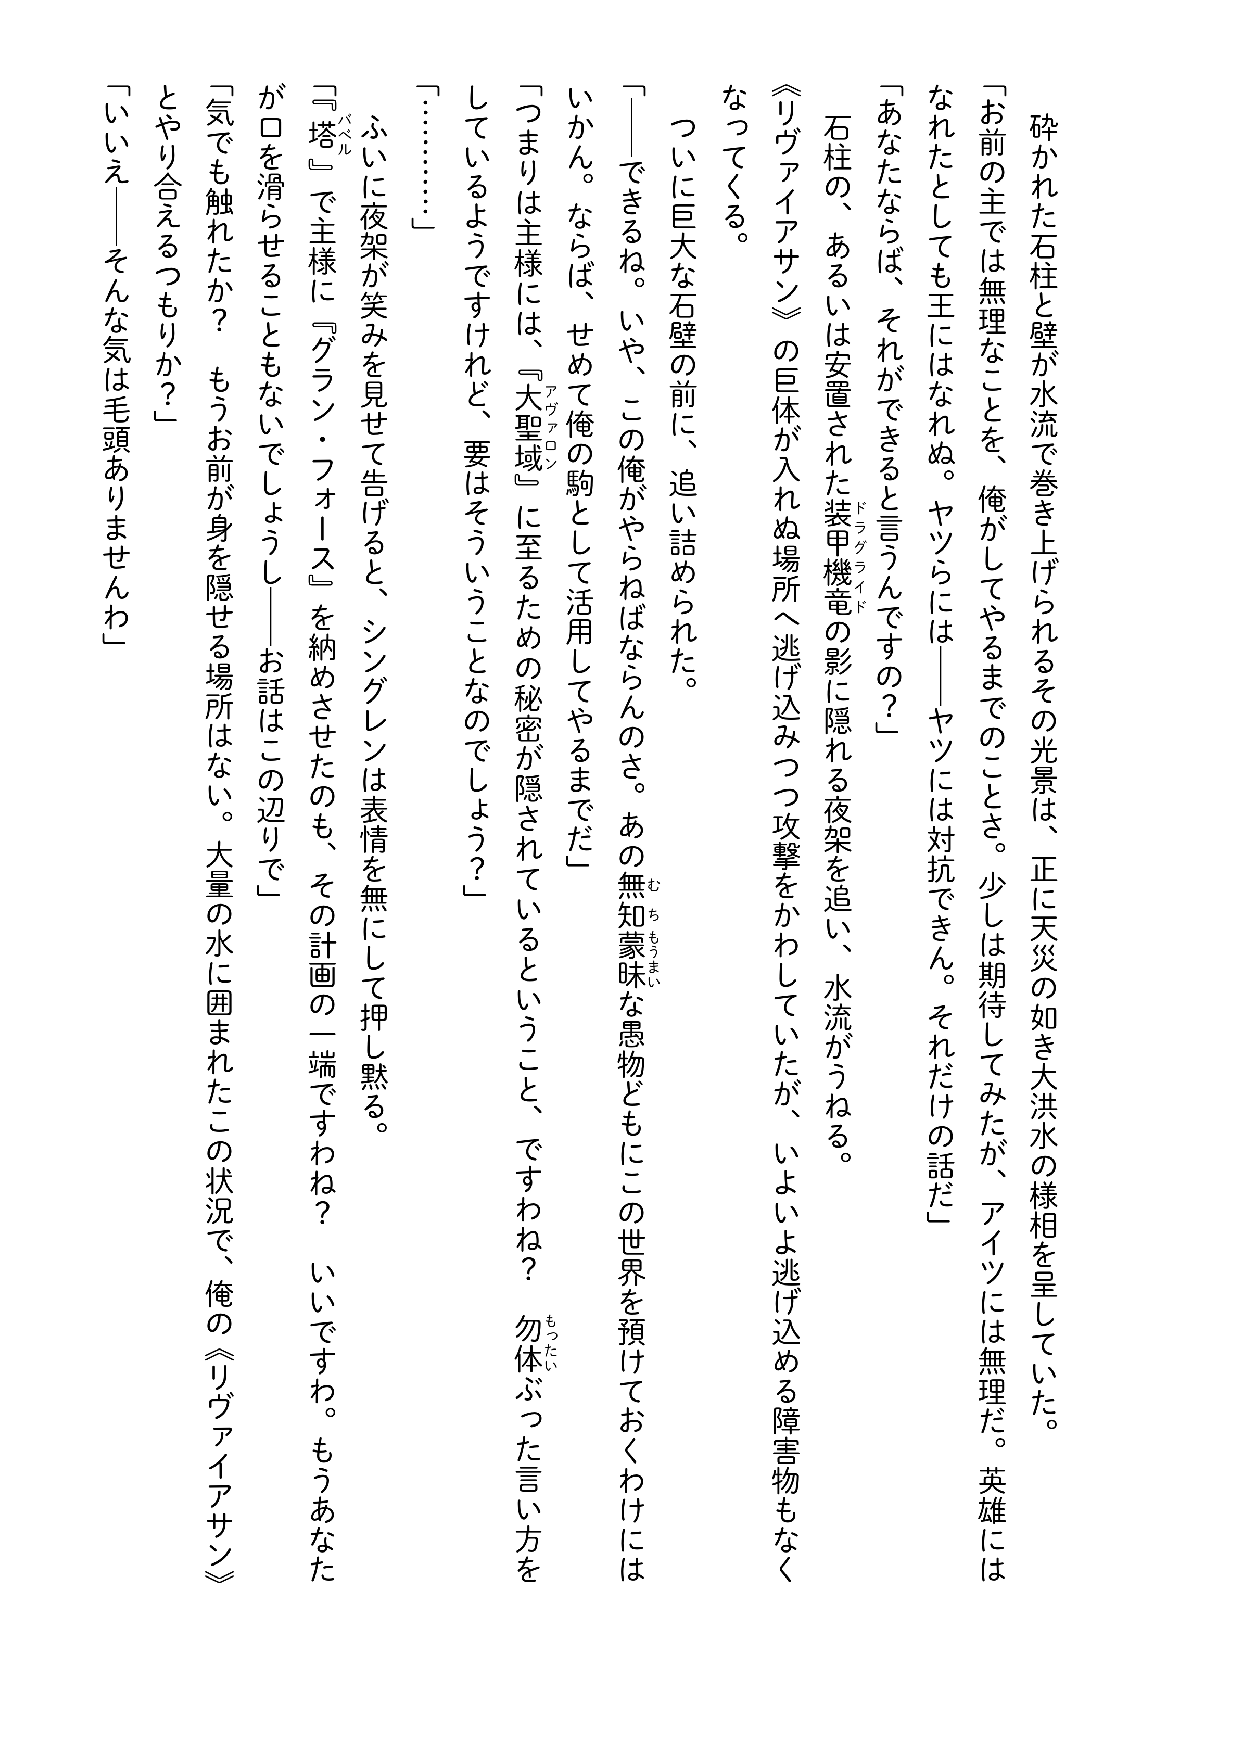 砕かれた石柱と壁が水流で巻き上げられるその光景は、正に天災の如き大洪水の様相を呈していた。
「お前の主では無理なことを、俺がしてやるまでのことさ。少しは期待してみたが、アイツには無理だ。英雄には
なれたとしても王にはなれぬ。ヤツらには――ヤツには対抗できん。それだけの話だ」
「あなたならば、それができると言うんですの？」
石柱の、あるいは安置された装甲機竜の影に隠れる夜架を追い、水流がうねる。
ドラグライド
《リヴァイアサン》の巨体が入れぬ場所へ逃げ込みつつ攻撃をかわしていたが、いよいよ逃げ込める障害物もなく
なってくる。
ついに巨大な石壁の前に、追い詰められた。
「――できるね。いや、この俺がやらねばならんのさ。あの無知蒙昧な愚物どもにこの世界を預けておくわけには
むちもうまい
いかん。ならば、せめて俺の駒として活用してやるまでだ」
「つまりは主様には、『大聖域』に至るための秘密が隠されているということ、ですわね？　勿体ぶった言い方を
アヴァロン
もったい
しているようですけれど、要はそういうことなのでしょう？」
「…………」
ふいに夜架が笑みを見せて告げると、シングレンは表情を無にして押し黙る。
「『塔』で主様に『グラン・フォース』を納めさせたのも、その計画の一端ですわね？　いいですわ。もうあなた
バベル
が口を滑らせることもないでしょうし――お話はこの辺りで」
「気でも触れたか？　もうお前が身を隠せる場所はない。大量の水に囲まれたこの状況で、俺の《リヴァイアサン》
とやり合えるつもりか？」
「いいえ――そんな気は毛頭ありませんわ」